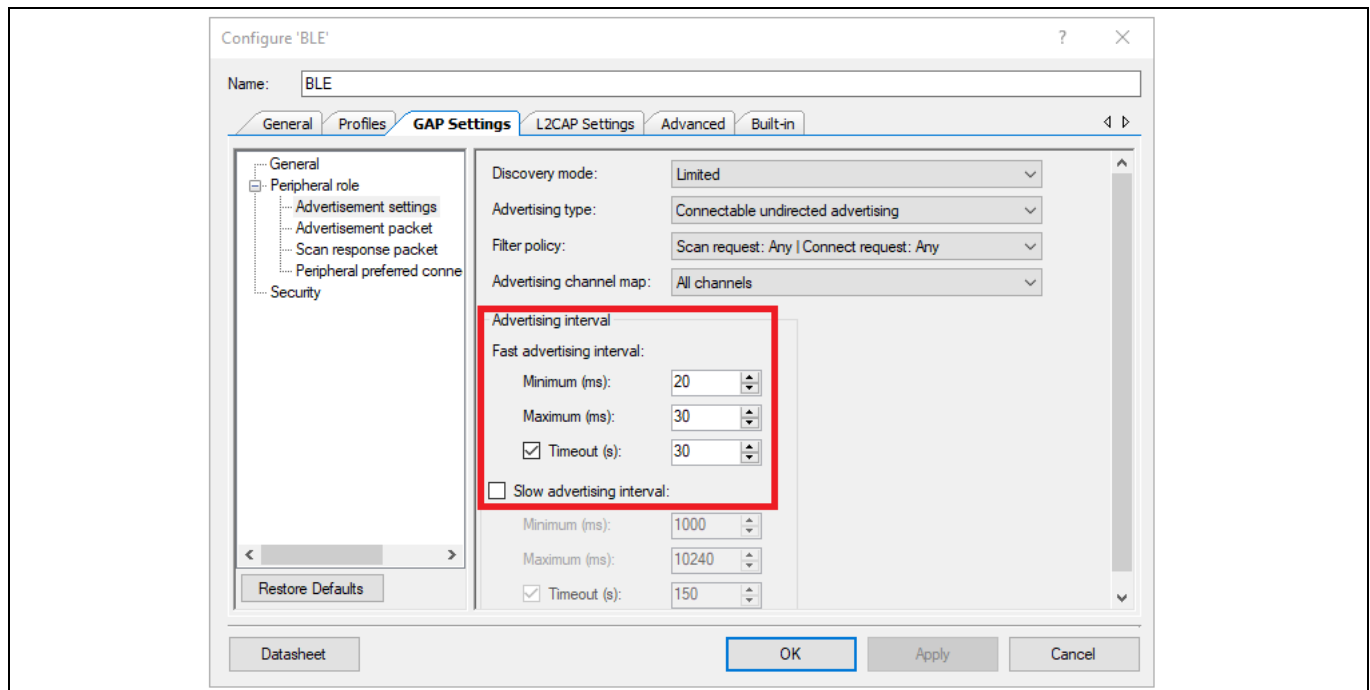 Configure 'BLE'
Name: BLE
General Profiles GAP Settings L2CAP Settings Advanced Built-in
General
Peripheral role
Advertisement settings
Advertisement packet
Scan response packet
Peripheral preferred conne
Security
Restore Defaults
Discovery mode: Limited
Advertising type: Connectable undirected advertising
Filter policy: Scan request: Any | Connect request: Any
Advertising channel map: All channels
Advertising interval
Fast advertising interval:
Minimum (ms): 20
Maximum (ms): 30
Timeout (s): 30
Slow advertising interval:
Minimum (ms): 1000
Maximum (ms): 10240
Timeout (s): 150
Datasheet OK Apply Cancel